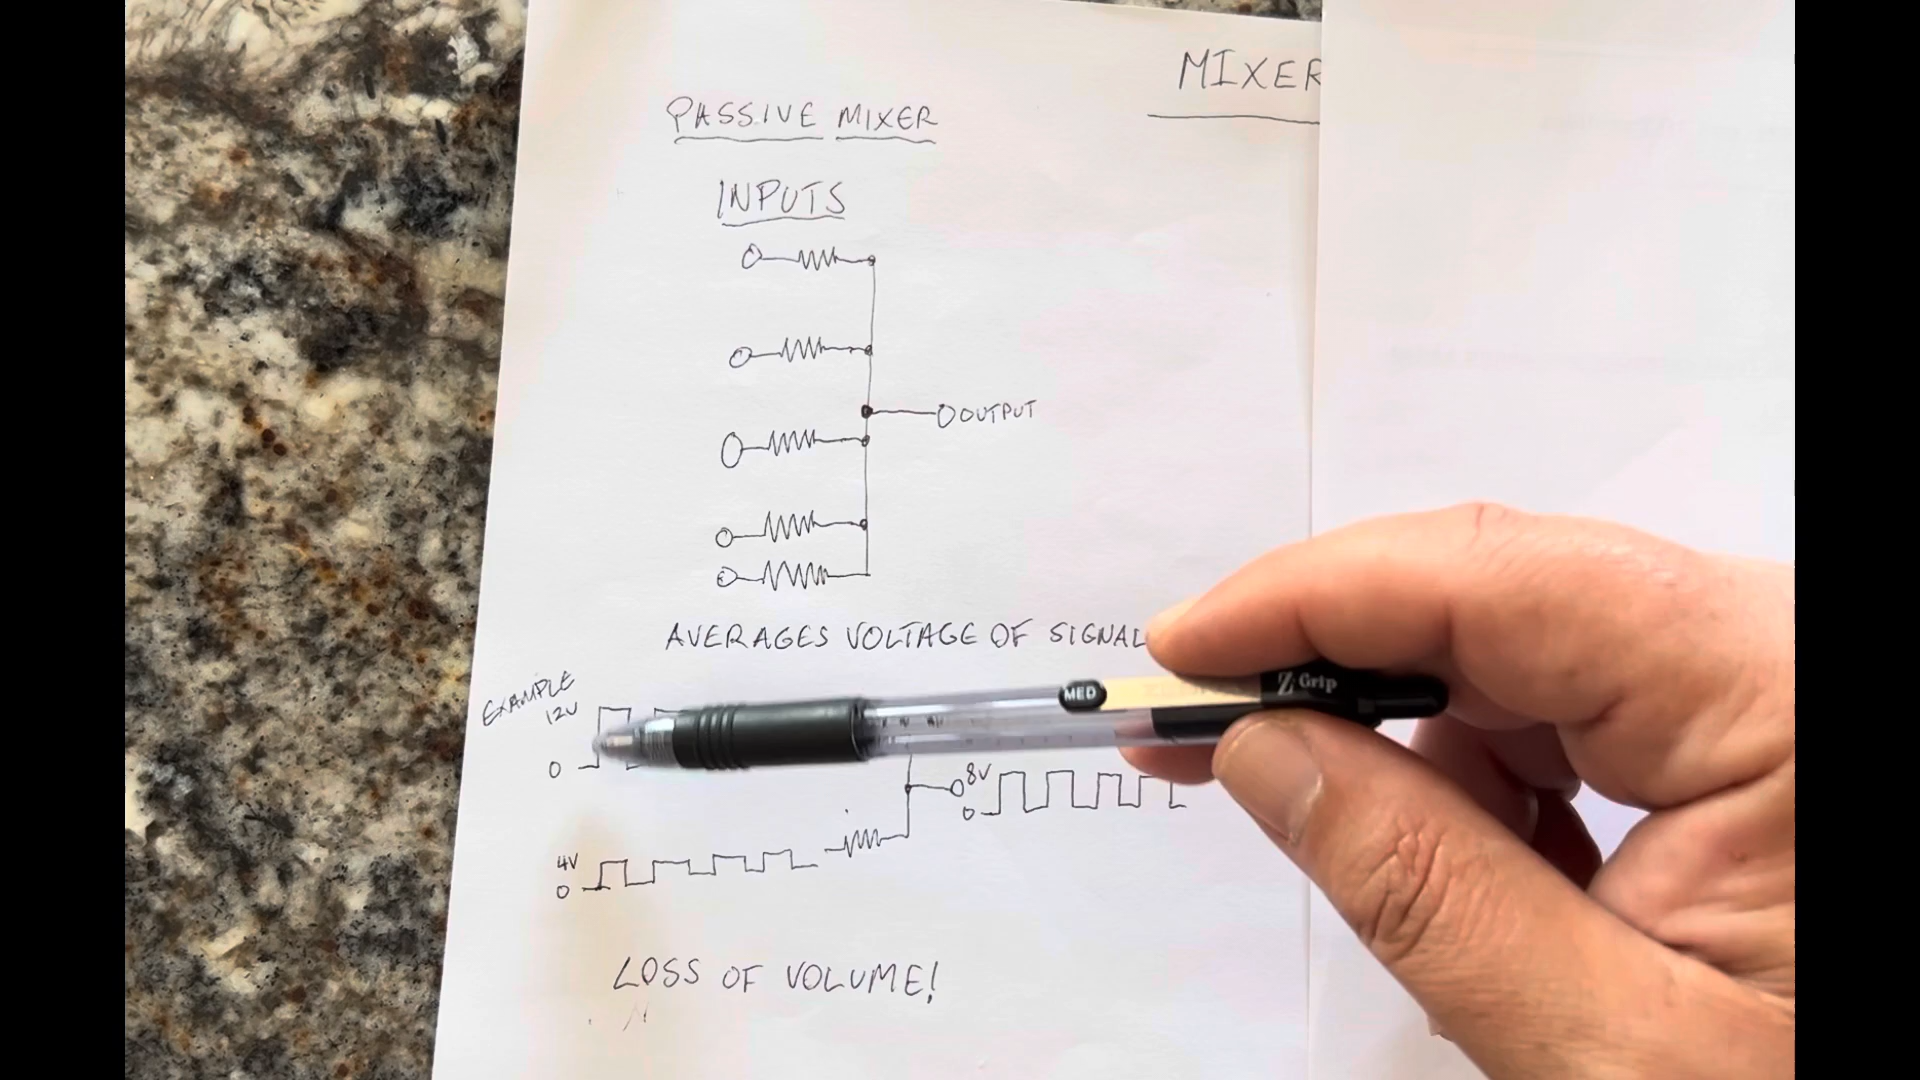 MIXER
PASSIVE MIXER
INPUTS
OUTPUT
AVERAGES VOLTAGE OF SIGNAL
EXAMPLE
12V
0
MED
Z-Grip
8V
0
4V
0
LOSS OF VOLUME!